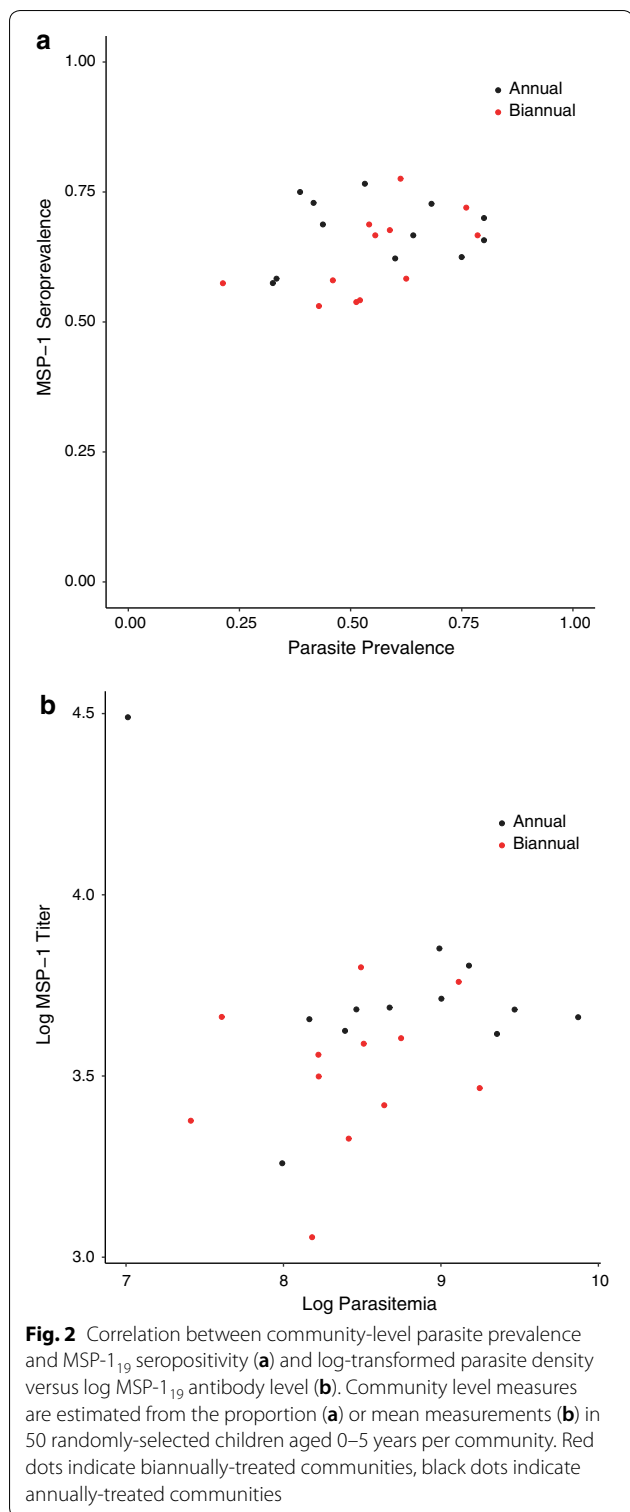 a
1.00
Annual
Biannual
0.75
MSP−1 Seroprevalence
0.50
0.25
0.00
0.00 0.25 0.50 0.75 1.00
Parasite Prevalence
b
4.5
Annual
Biannual
4.0
Log MSP−1 Titer
3.5
3.0
7 8 9 10
Log Parasitemia
Fig. 2 Correlation between community-level parasite prevalence
and MSP-1₁₉ seropositivity (a) and log-transformed parasite density
versus log MSP-1₁₉ antibody level (b). Community level measures
are estimated from the proportion (a) or mean measurements (b) in
50 randomly-selected children aged 0–5 years per community. Red
dots indicate biannually-treated communities, black dots indicate
annually-treated communities